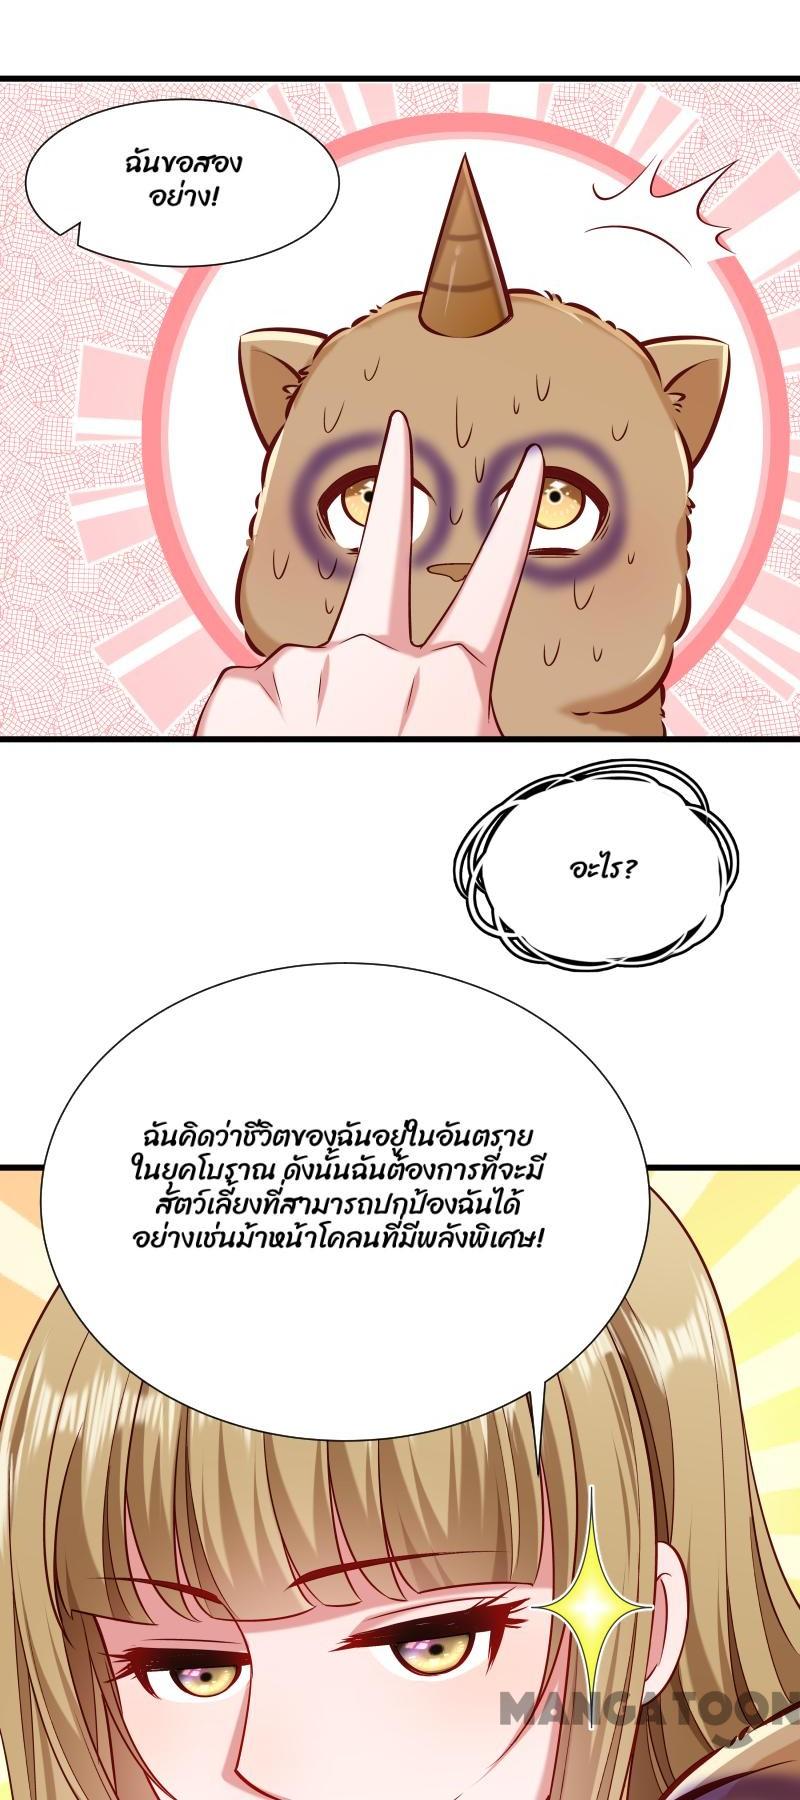 ฉันขอสอง
อย่าง!
อะไร?
ฉันคิดว่าชีวิตของฉันอยู่ในอันตราย
ในยุคโบราณ ดังนั้นฉันต้องการที่จะมี
สัตว์เลี้ยงที่สามารถปกป้องฉันได้
อย่างเช่นม้าหน้าโคลนที่มีพลังพิเศษ!
MANGATOON